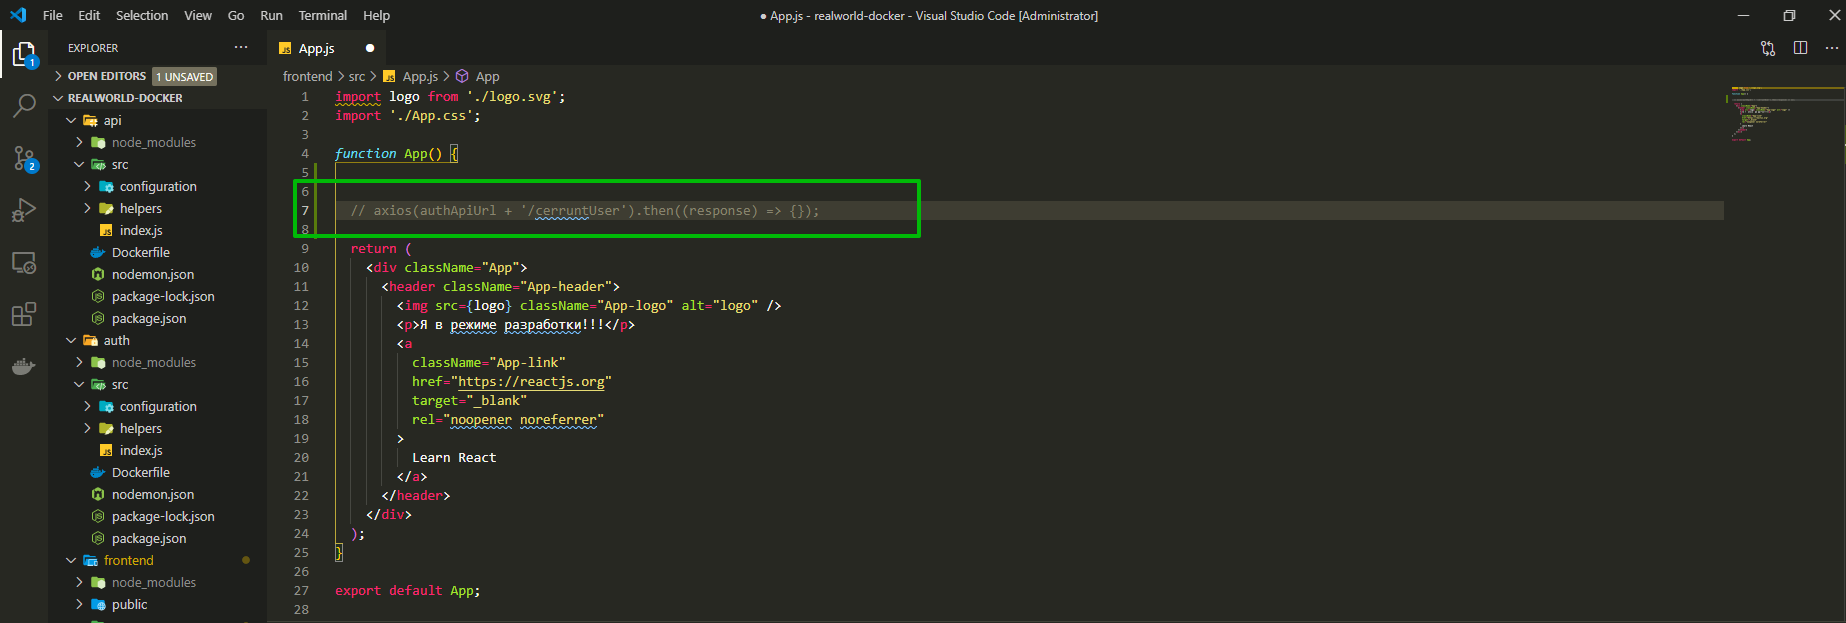 File Edit Selection View Go Run Terminal Help
● App.js - realworld-docker - Visual Studio Code [Administrator]
EXPLORER
OPEN EDITORS 1 UNSAVED
REALWORLD-DOCKER
api
node_modules
src
configuration
helpers
JS index.js
Dockerfile
nodemon.json
package-lock.json
package.json
auth
node_modules
src
configuration
helpers
JS index.js
Dockerfile
nodemon.json
package-lock.json
package.json
frontend
node_modules
public
1
2
JS App.js
frontend > src > JS App.js > App
1 import logo from './logo.svg';
2 import './App.css';
3
4 function App() {
5
6
7 // axios(authApiUrl + '/cerruntUser').then((response) => {});
8
9 return (
10 <div className="App">
11 <header className="App-header">
12 <img src={logo} className="App-logo" alt="logo" />
13 <p>Я в режиме разработки!!!</p>
14 <a
15 className="App-link"
16 href="https://reactjs.org"
17 target="_blank"
18 rel="noopener noreferrer"
19 >
20 Learn React
21 </a>
22 </header>
23 </div>
24 );
25 }
26
27 export default App;
28